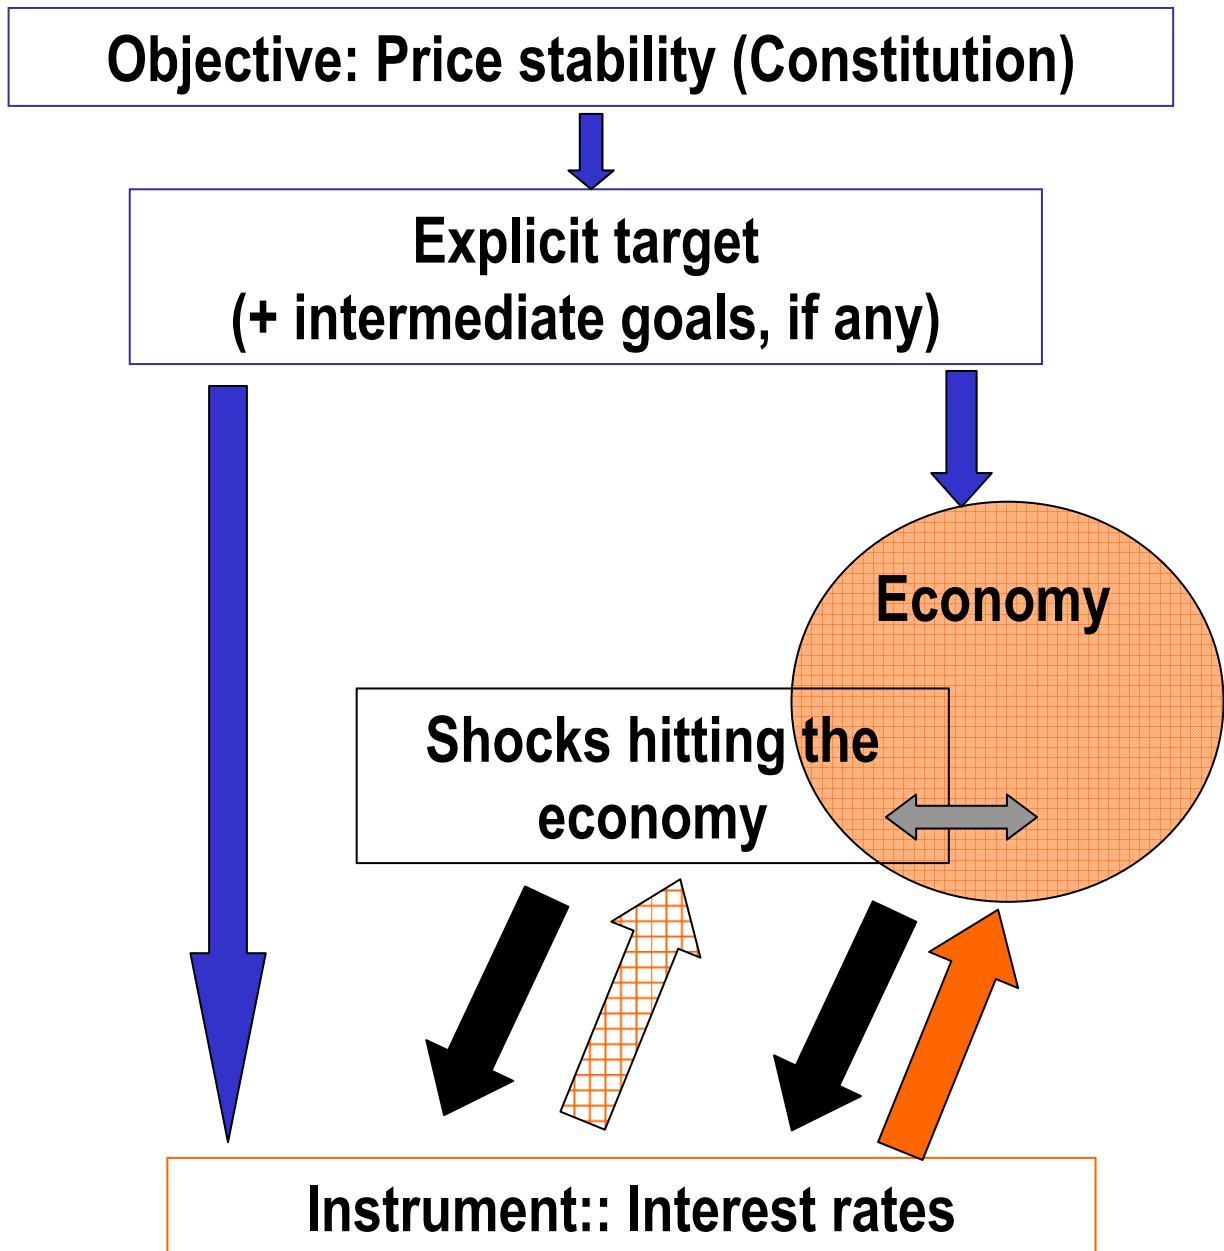 Objective: Price stability (Constitution)
Explicit target
(+ intermediate goals, if any)
Economy
Shocks hitting the
economy
Instrument:: Interest rates